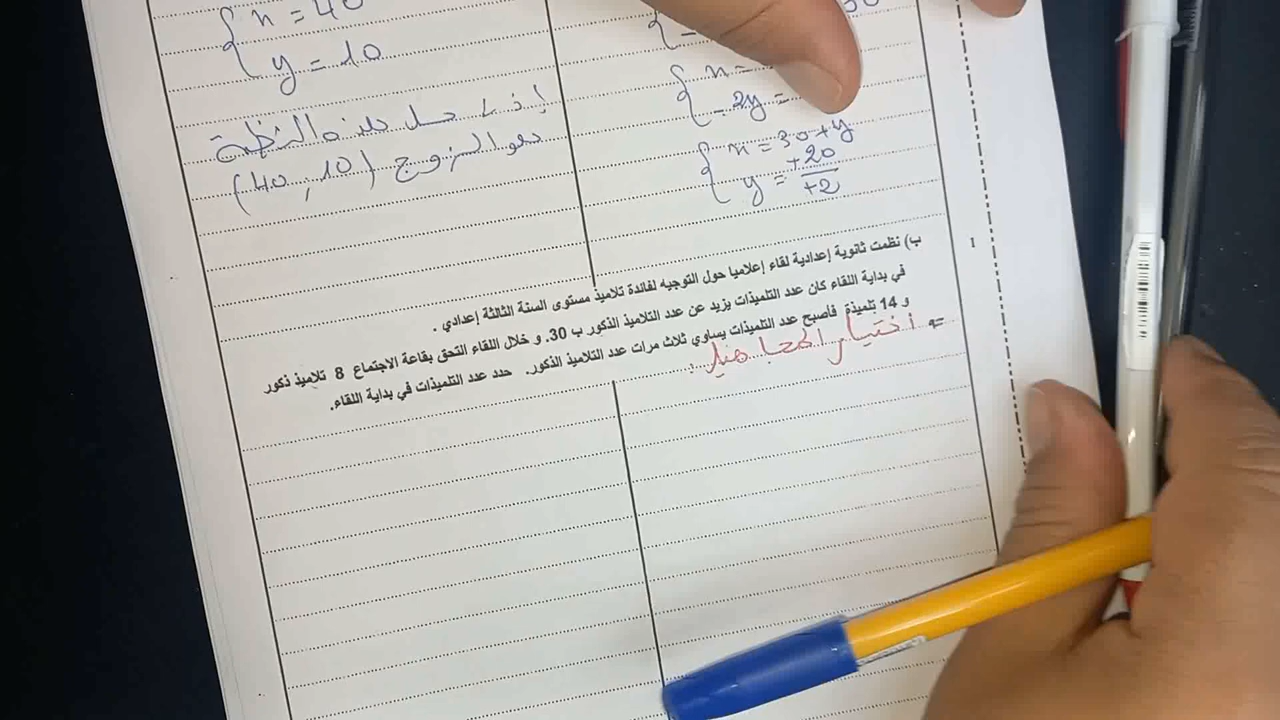 { x = 40
y = 10
إذن حل هذه النظمة
هو الزوج (40 , 10)
{ x =
- 2y =
{ x = 30 + y
y = +20 / +2
ب) نظمت ثانوية إعدادية لقاء إعلاميا حول التوجيه لفائدة تلاميذ مستوى السنة الثالثة إعدادي .
في بداية اللقاء كان عدد التلميذات يزيد عن عدد التلاميذ الذكور ب 30. و خلال اللقاء التحق بقاعة الاجتماع 8 تلاميذ ذكور
و 14 تلميذة فأصبح عدد التلميذات يساوي ثلاث مرات عدد التلاميذ الذكور. حدد عدد التلميذات في بداية اللقاء.
اختيار المجاهيل :
I